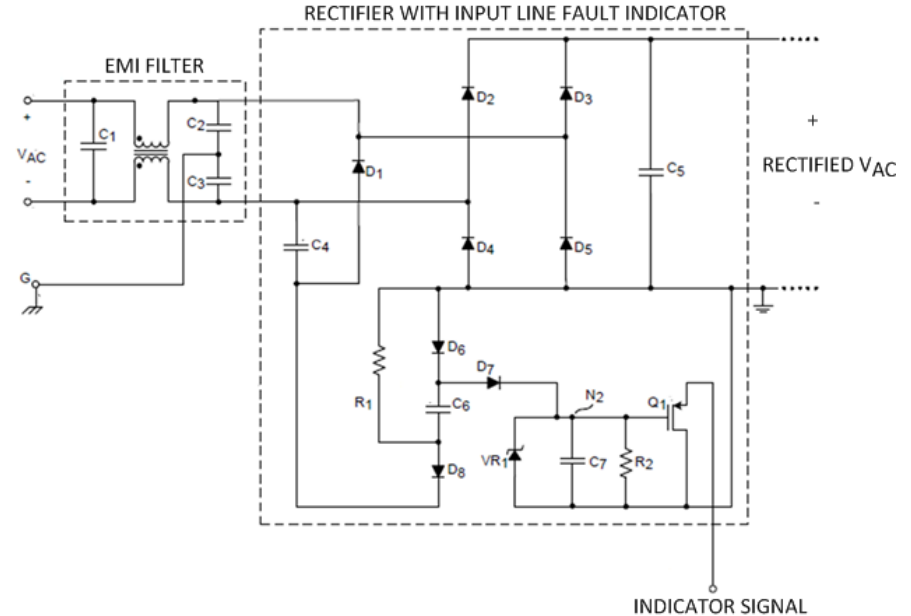 RECTIFIER WITH INPUT LINE FAULT INDICATOR
EMI FILTER
D2
D3
+
C1
C2
+
VAC
D1
C5
RECTIFIED VAC
-
C3
-
C4
D4
D5
G
D6
D7
N2
Q1
R1
C6
VR1
C7
R2
D8
INDICATOR SIGNAL